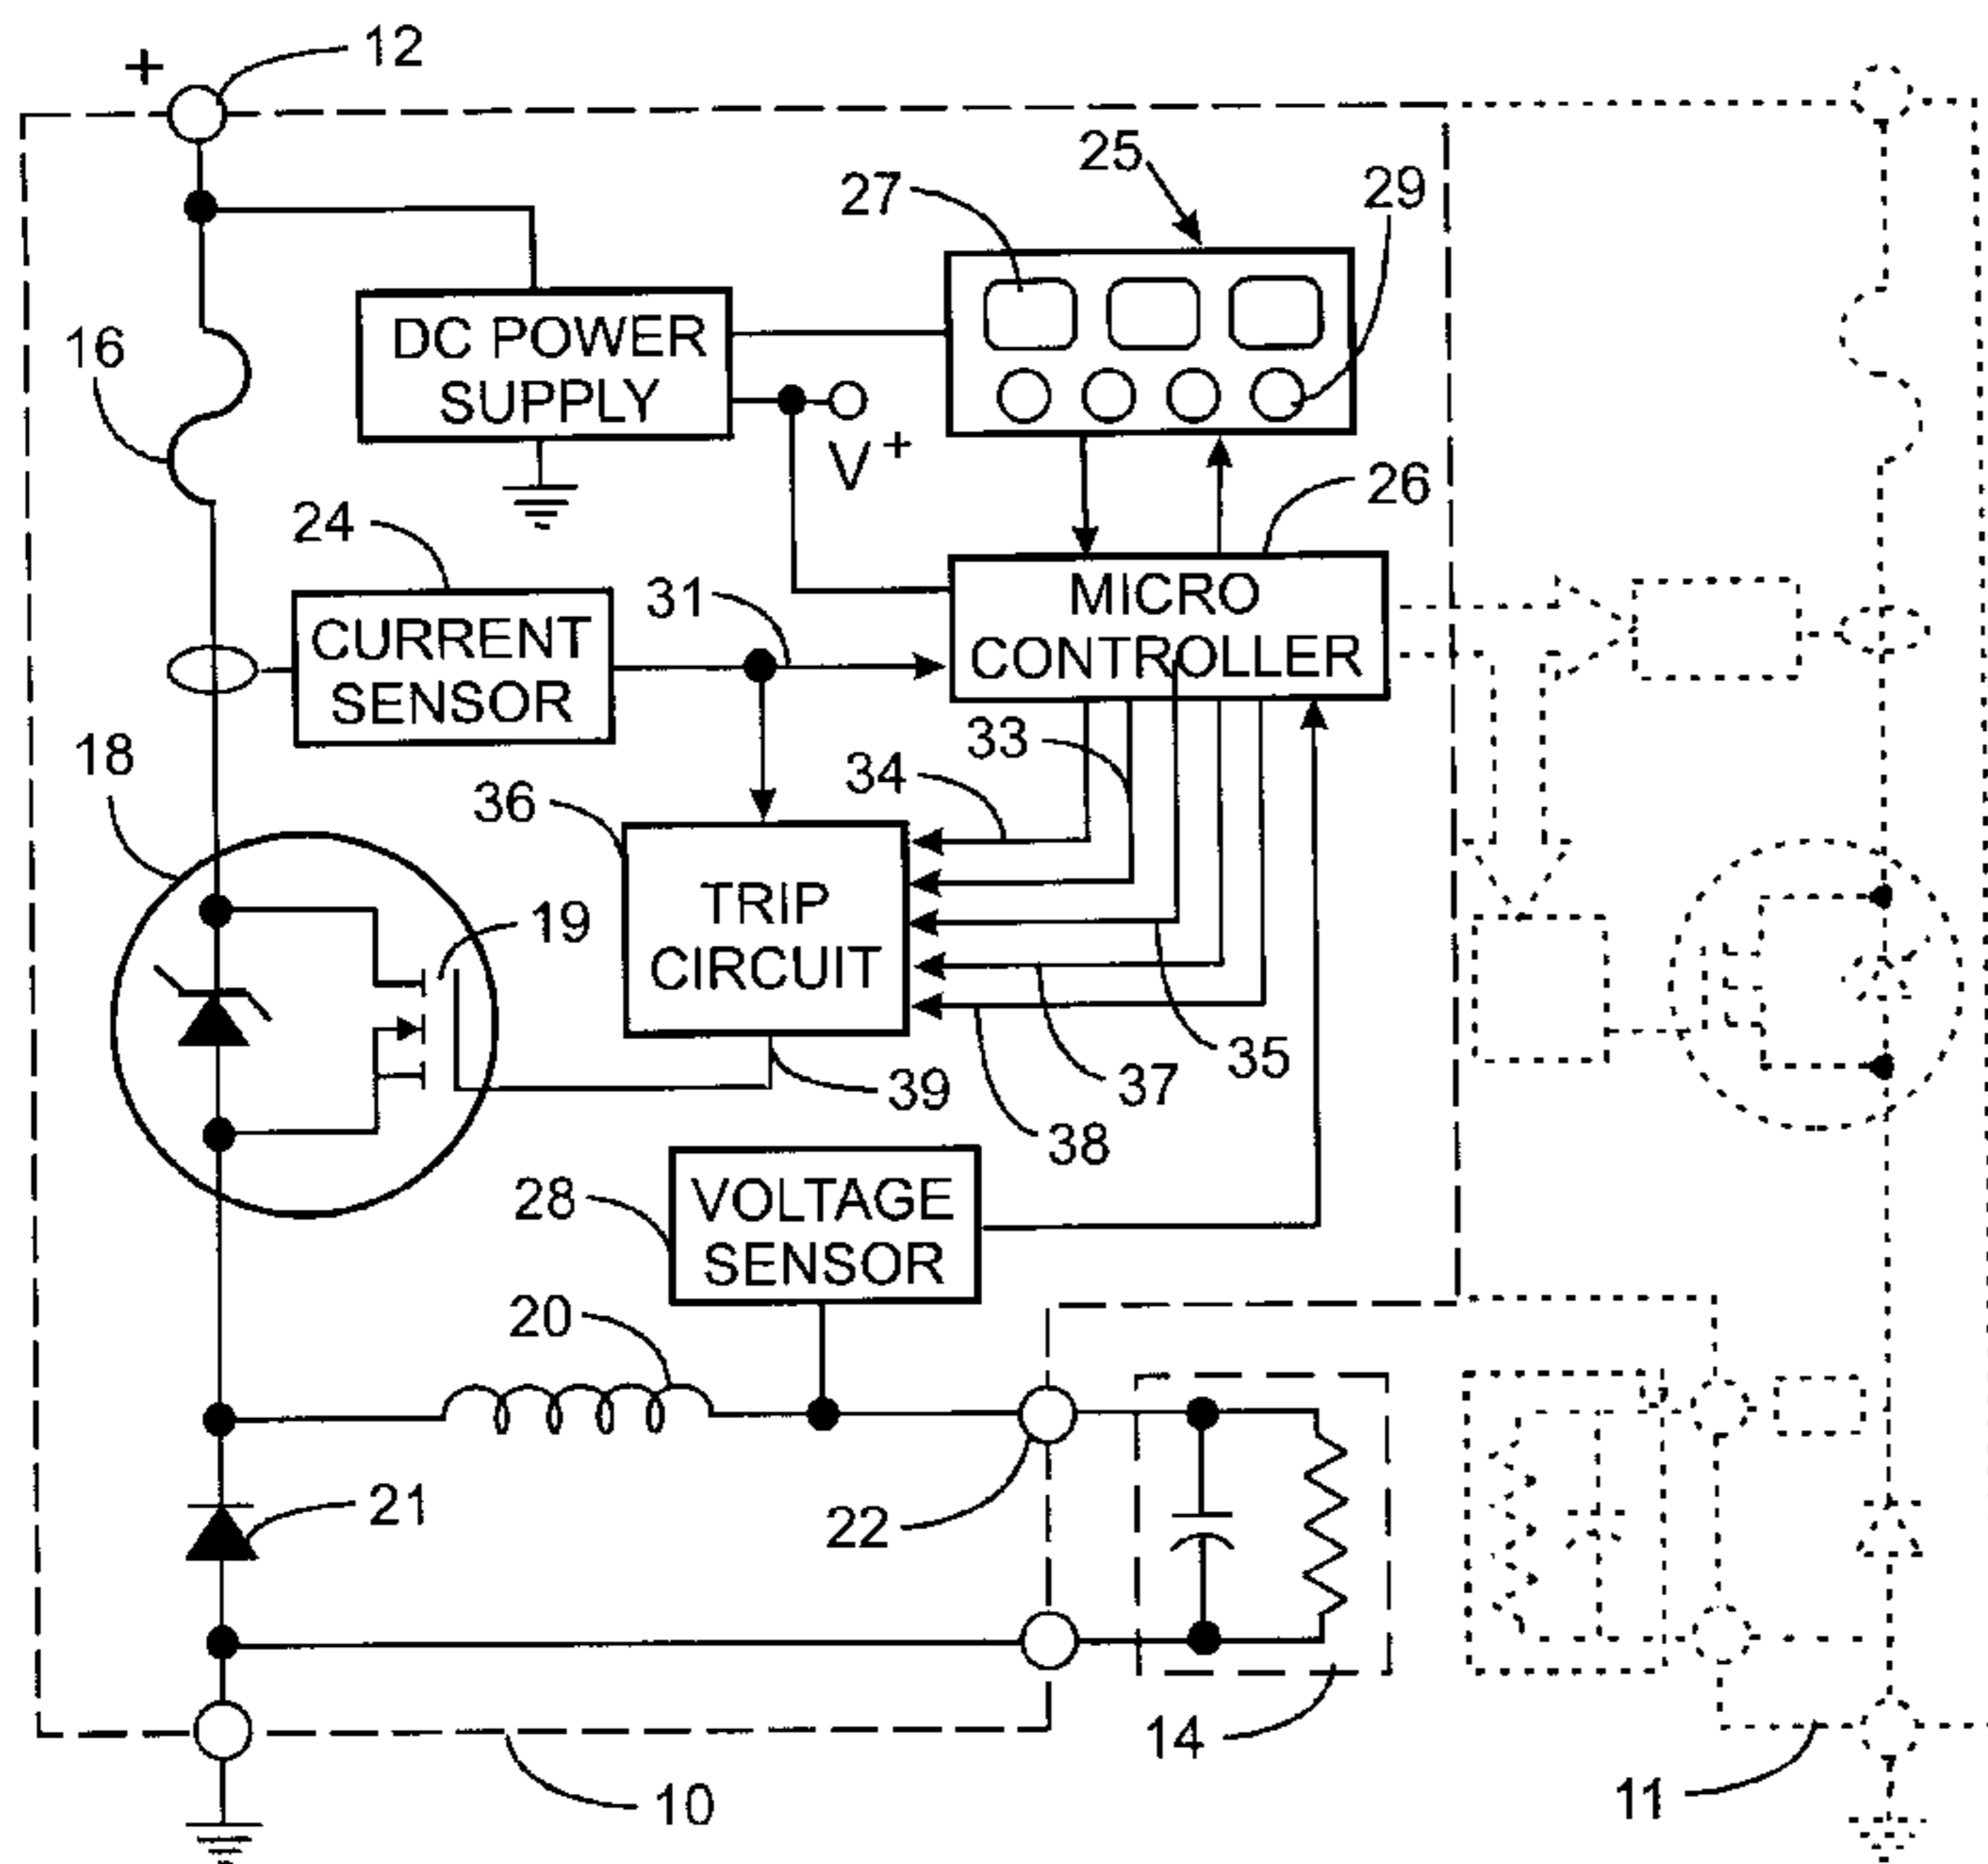 +
12
25
27
29
DC POWER
SUPPLY
16
V+
24
26
31
MICRO
CONTROLLER
CURRENT
SENSOR
33
18
34
36
TRIP
CIRCUIT
19
35
37
39
38
28
VOLTAGE
SENSOR
20
21
22
14
10
11